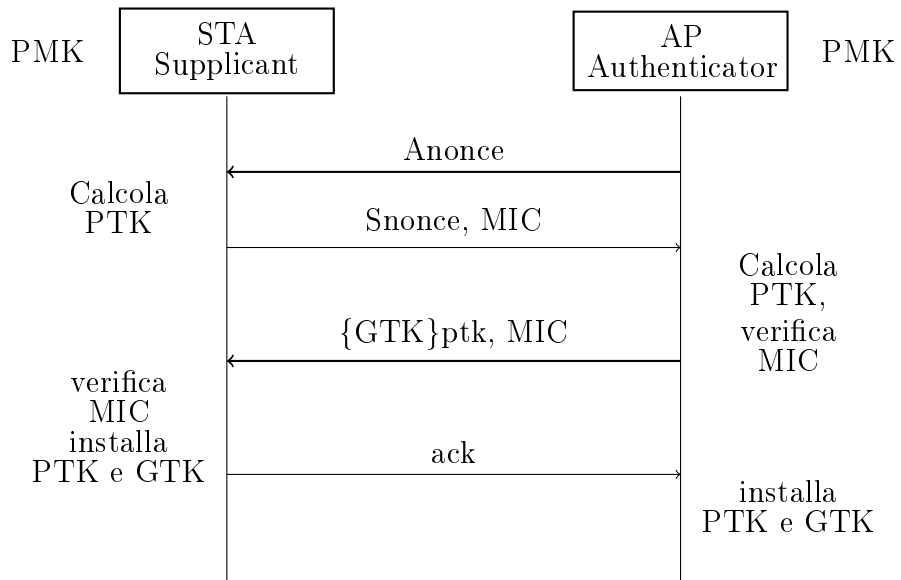 PMK
STA
Supplicant
AP
Authenticator
PMK
Anonce
Calcola
PTK
Snonce, MIC
Calcola
PTK,
verifica
MIC
{GTK}ptk, MIC
verifica
MIC
installa
PTK e GTK
ack
installa
PTK e GTK